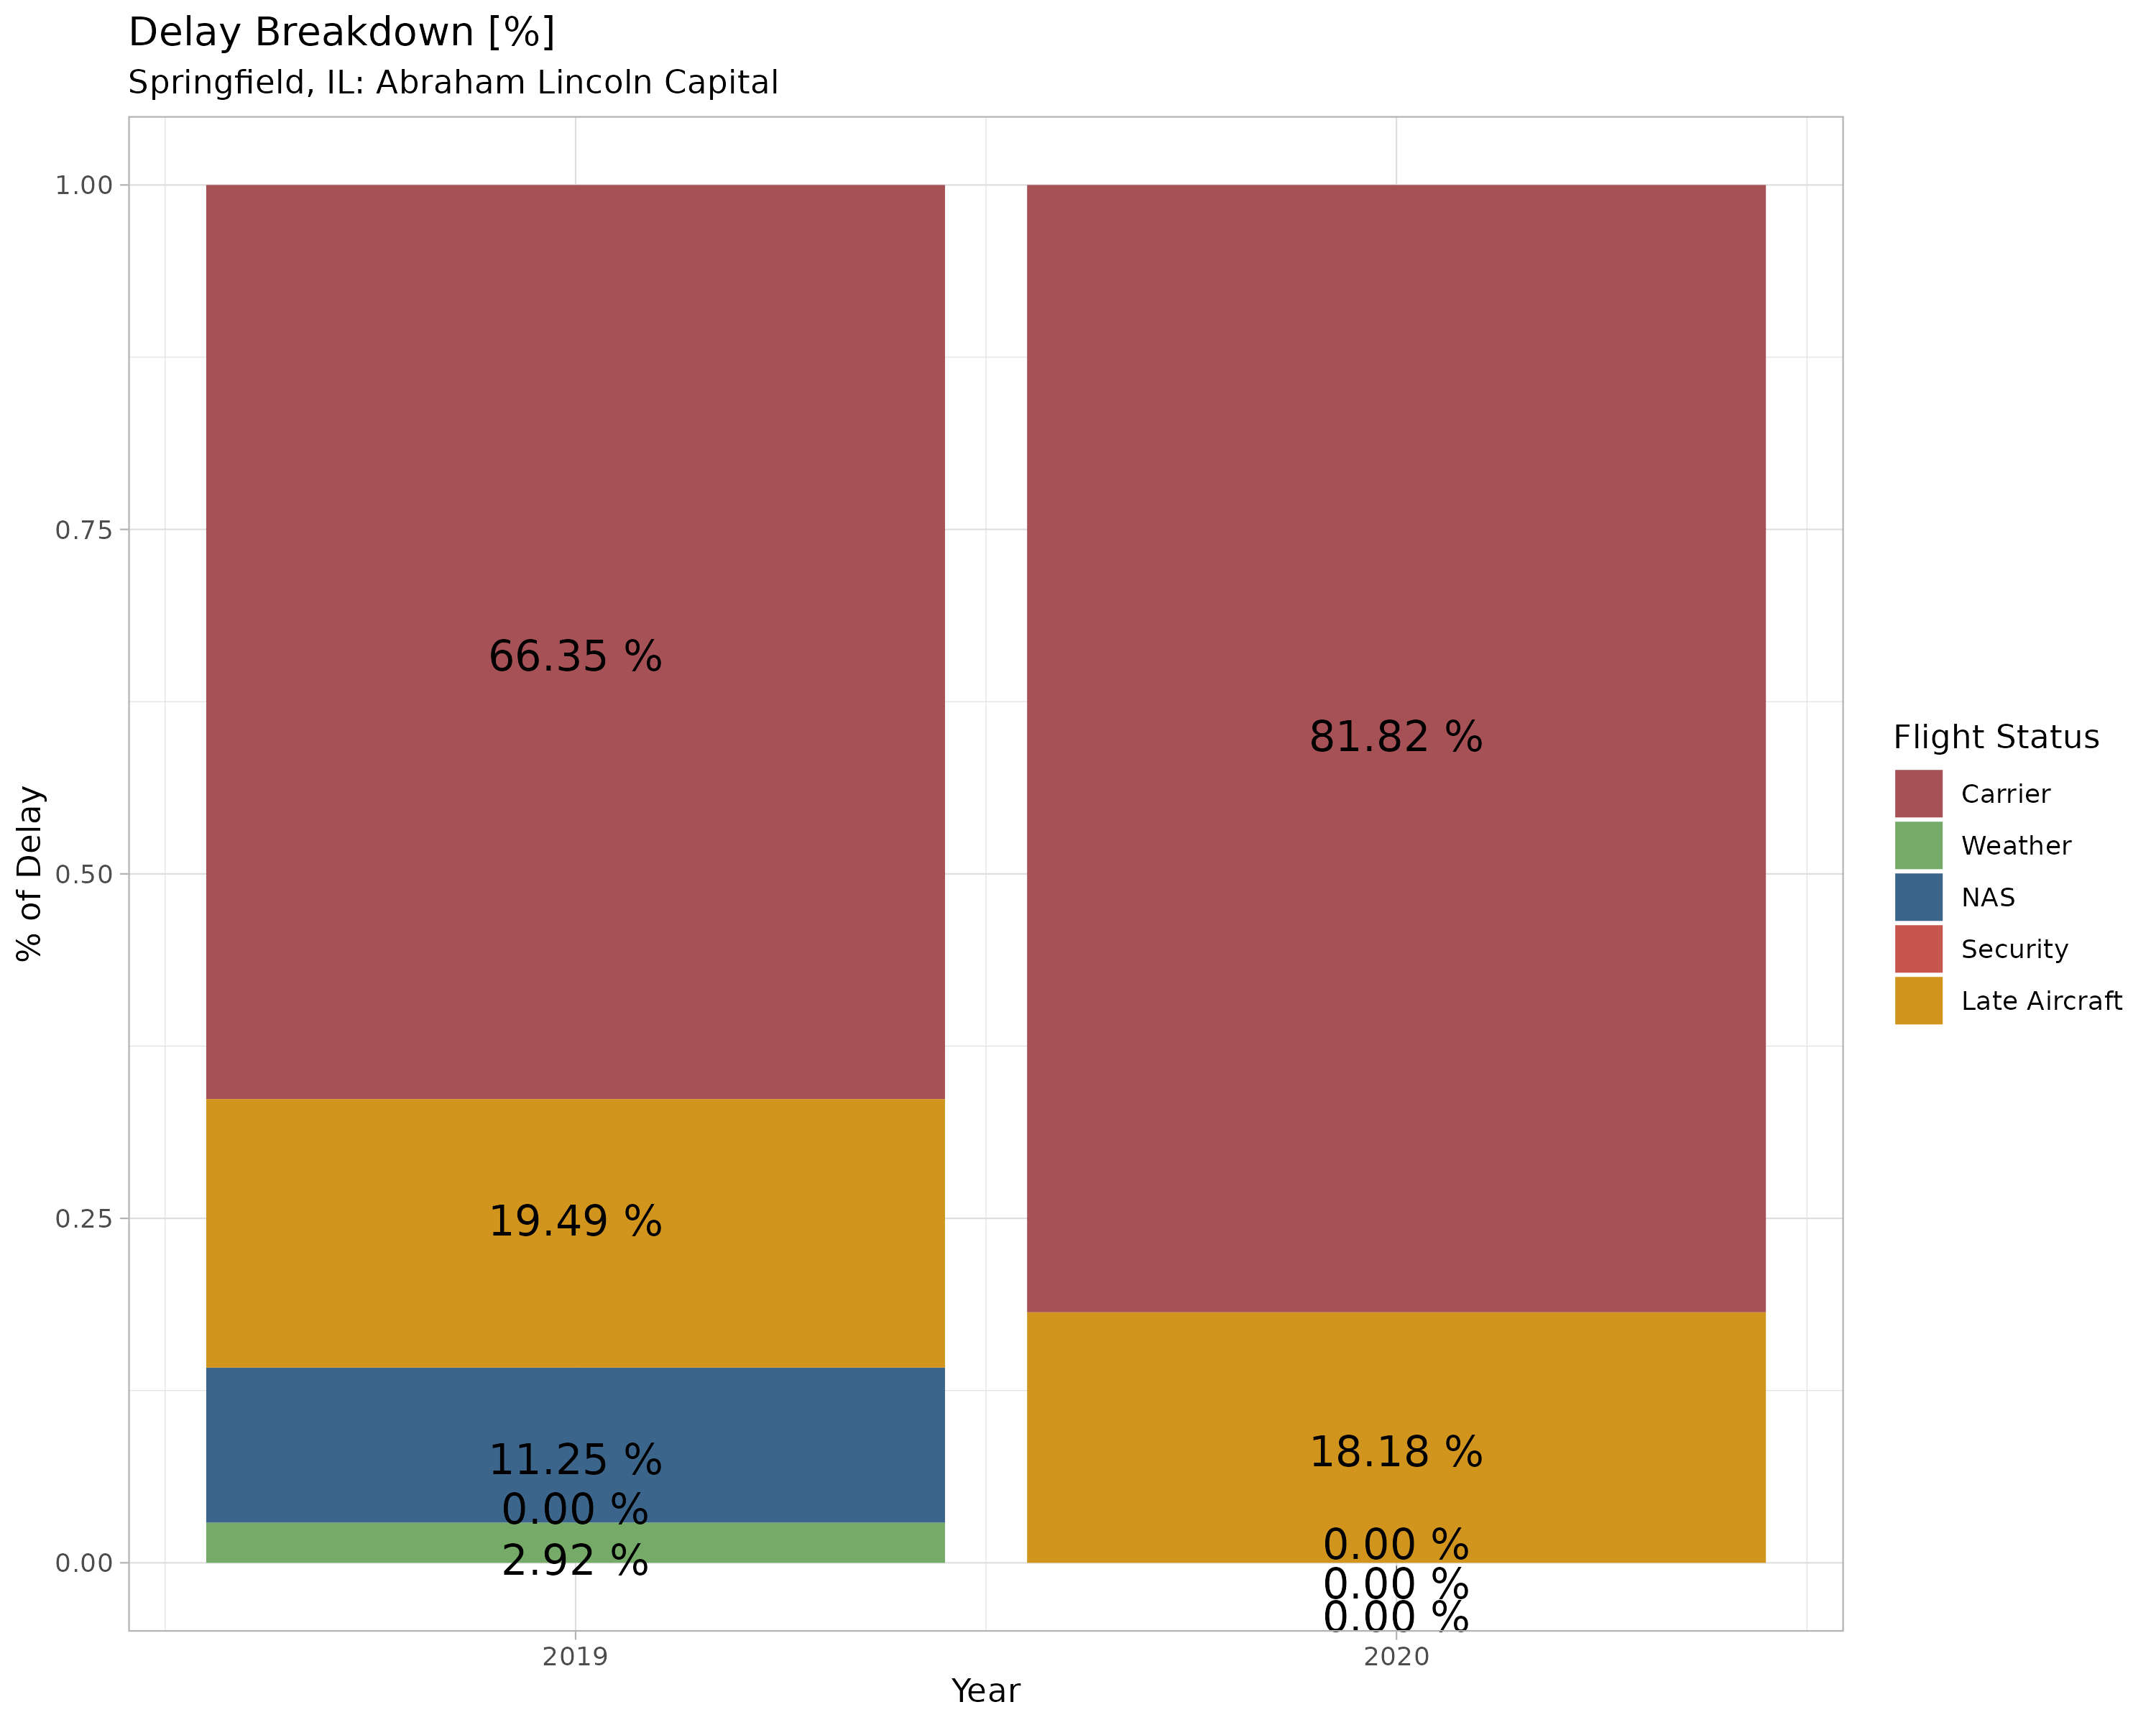 Delay Breakdown [%]
Springfield, IL: Abraham Lincoln Capital
1.00
0.75
0.50
0.25
0.00
% of Delay
66.35 %
19.49 %
11.25 %
0.00 %
2.92 %
81.82 %
18.18 %
0.00 %
0.00 %
0.00 %
2019
2020
Year
Flight Status
Carrier
Weather
NAS
Security
Late Aircraft